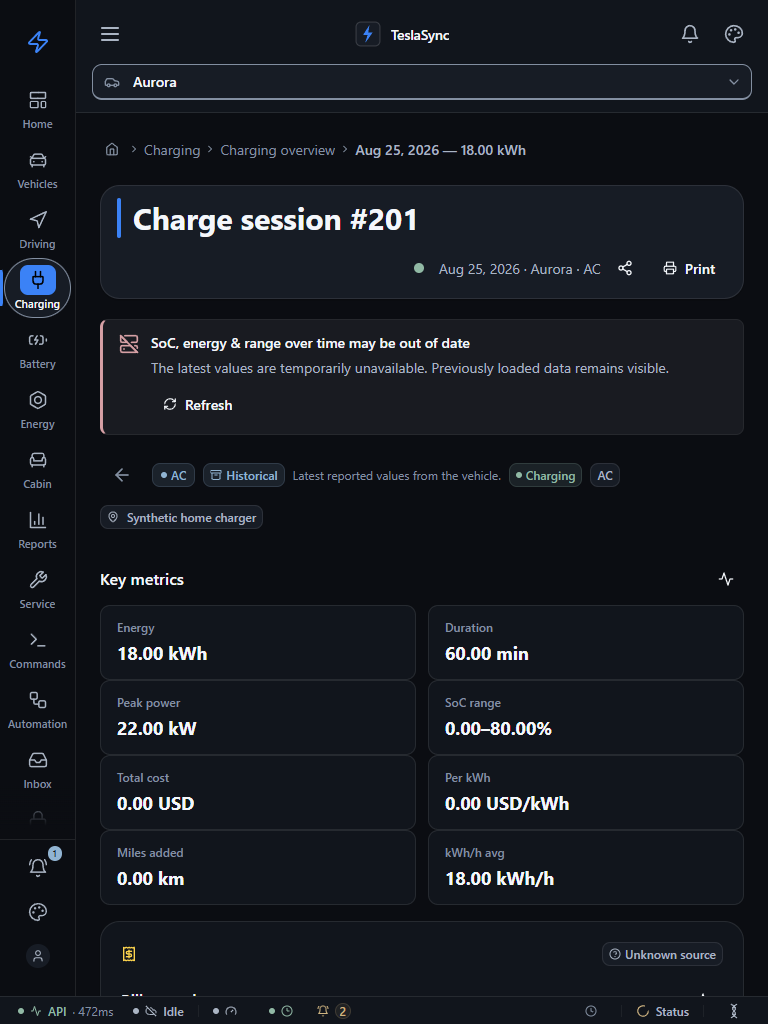 TeslaSync
Aurora
Home
Vehicles
Driving
Charging
Battery
Energy
Cabin
Reports
Service
Commands
Automation
Inbox
1
Charging
Charging overview
Aug 25, 2026 — 18.00 kWh
Charge session #201
Aug 25, 2026 · Aurora · AC
Print
SoC, energy & range over time may be out of date
The latest values are temporarily unavailable. Previously loaded data remains visible.
Refresh
AC
Historical
Latest reported values from the vehicle.
Charging
AC
Synthetic home charger
Key metrics
Energy
18.00 kWh
Duration
60.00 min
Peak power
22.00 kW
SoC range
0.00–80.00%
Total cost
0.00 USD
Per kWh
0.00 USD/kWh
Miles added
0.00 km
kWh/h avg
18.00 kWh/h
Unknown source
API · 472ms
Idle
2
Status